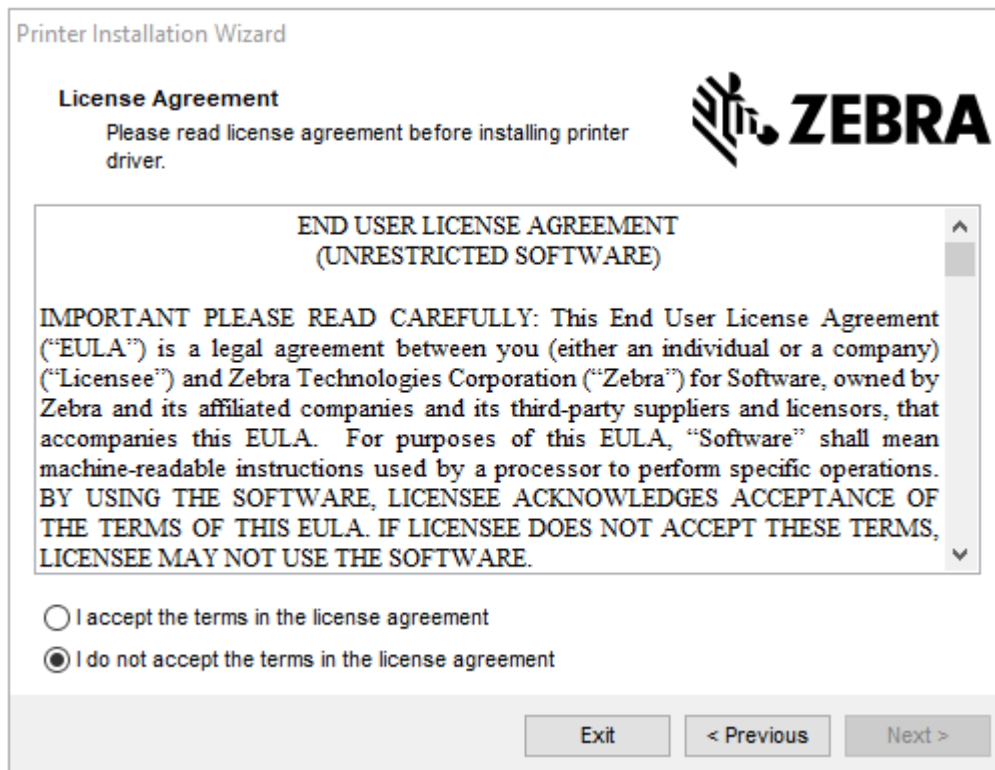 Printer Installation Wizard
License Agreement
Please read license agreement before installing printer
driver.
ZEBRA
END USER LICENSE AGREEMENT
(UNRESTRICTED SOFTWARE)
IMPORTANT PLEASE READ CAREFULLY: This End User License Agreement
(“EULA”) is a legal agreement between you (either an individual or a company)
(“Licensee”) and Zebra Technologies Corporation (“Zebra”) for Software, owned by
Zebra and its affiliated companies and its third-party suppliers and licensors, that
accompanies this EULA.  For purposes of this EULA, “Software” shall mean
machine-readable instructions used by a processor to perform specific operations.
BY USING THE SOFTWARE, LICENSEE ACKNOWLEDGES ACCEPTANCE OF
THE TERMS OF THIS EULA. IF LICENSEE DOES NOT ACCEPT THESE TERMS,
LICENSEE MAY NOT USE THE SOFTWARE.
I accept the terms in the license agreement
I do not accept the terms in the license agreement
Exit
< Previous
Next >